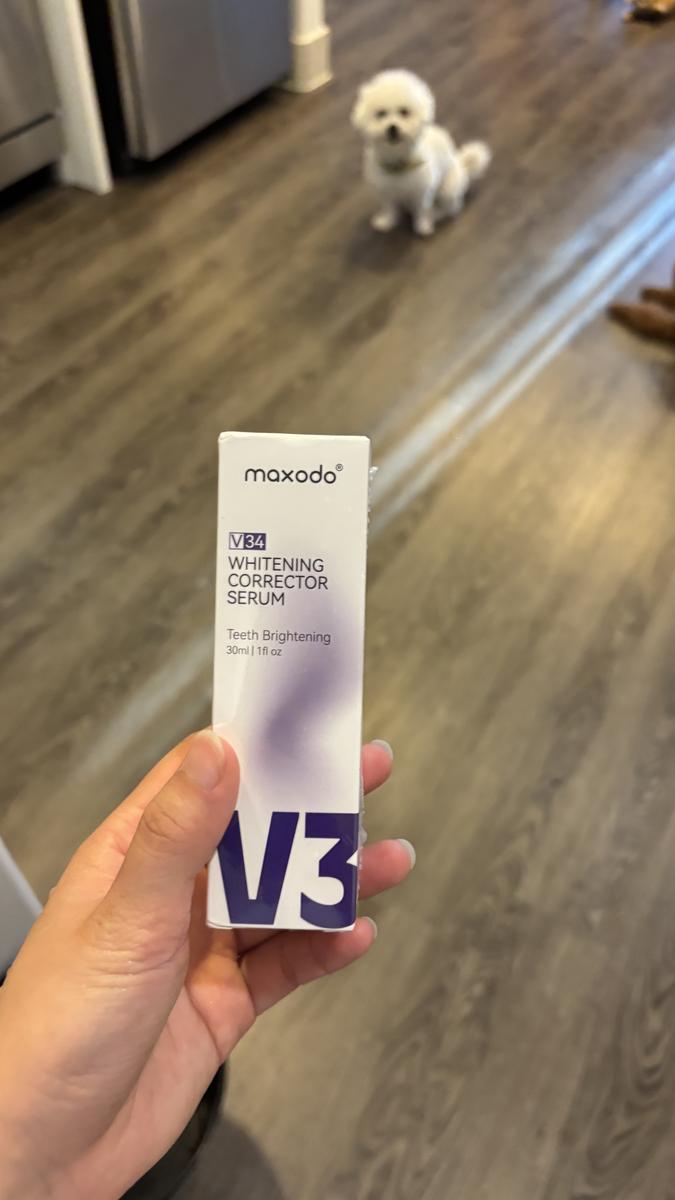 maxodo®
V34
WHITENING
CORRECTOR
SERUM
Teeth Brightening
30ml | 1fl oz
V3